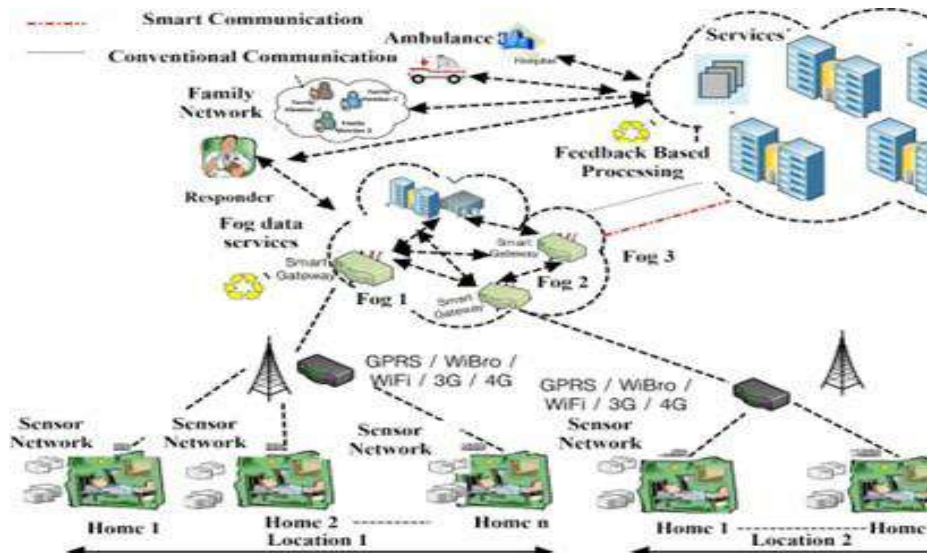 Smart Communication
Conventional Communication
Ambulance
Hospital
Services
Family
Network
Family
Family
Family
Feedback Based
Processing
Responder
Fog data
services
Smart
Gateway
Smart
Gateway
Smart
Gateway
Fog 1
Fog 2
Fog 3
GPRS / WiBro /
WiFi / 3G / 4G
GPRS / WiBro /
WiFi / 3G / 4G
Sensor
Network
Sensor
Network
Sensor
Network
Sensor
Network
Home 1
Home 2
Home n
Home 1
Home
Location 1
Location 2